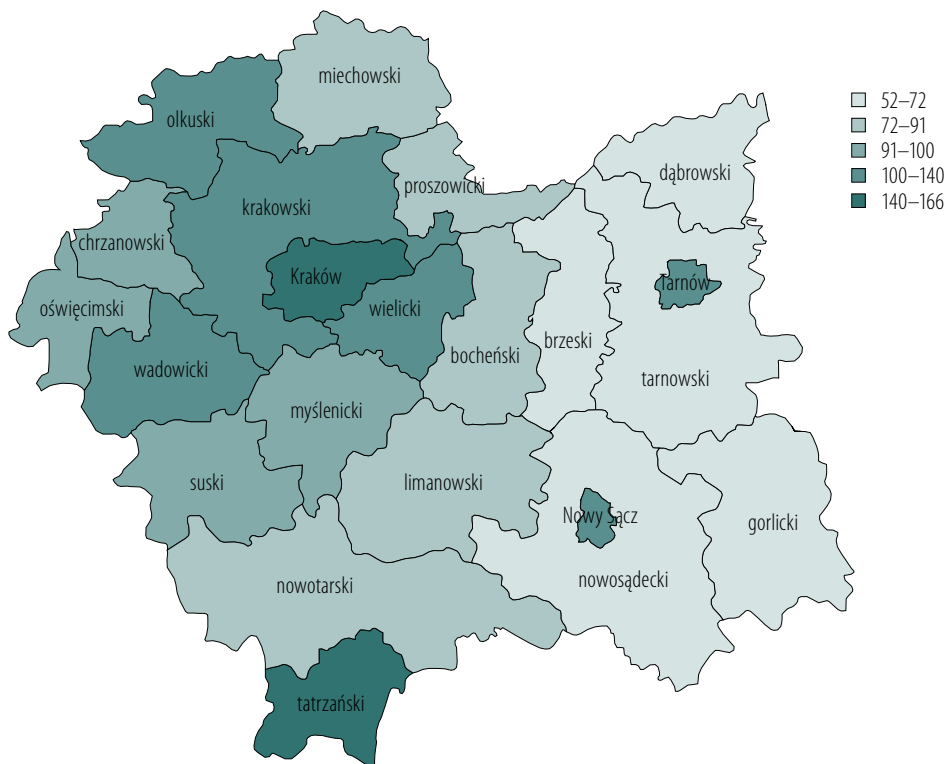 miechowski
olkuski
52–72
72–91
91–100
100–140
140–166
dąbrowski
proszowicki
krakowski
chrzanowski
Kraków
Tarnów
oświęcimski
wielicki
brzeski
bocheński
wadowicki
tarnowski
myślenicki
suski
limanowski
Nowy Sącz
gorlicki
nowotarski
nowosądecki
tatrzański